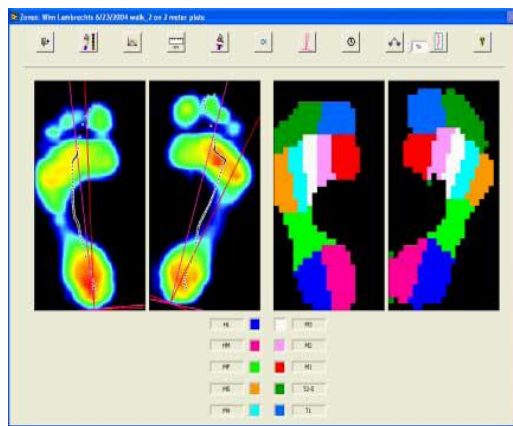 Zones: Wim Lambrechts 6/23/2004 walk_2 on 2 meter plate
HL M3
HM M2
MF M1
M5 T2-5
M4 T1